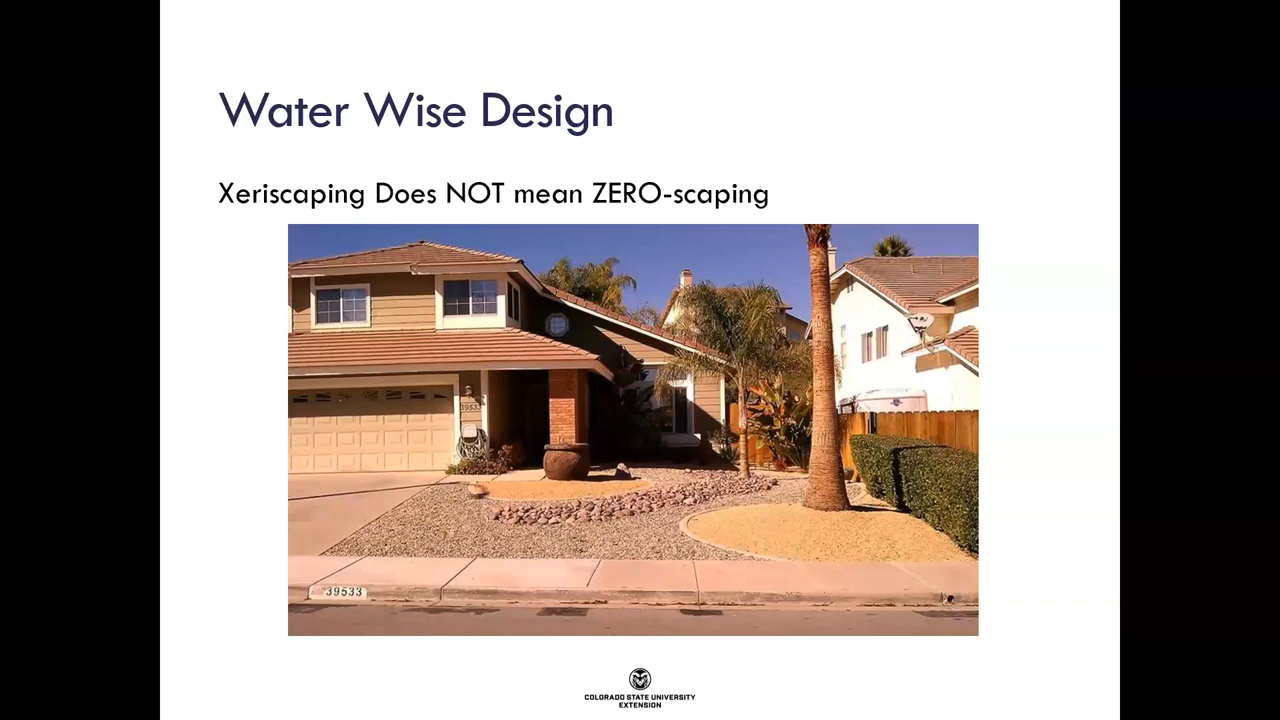 Water Wise Design
Xeriscaping Does NOT mean ZERO-scaping
39533
39533
COLORADO STATE UNIVERSITY
EXTENSION